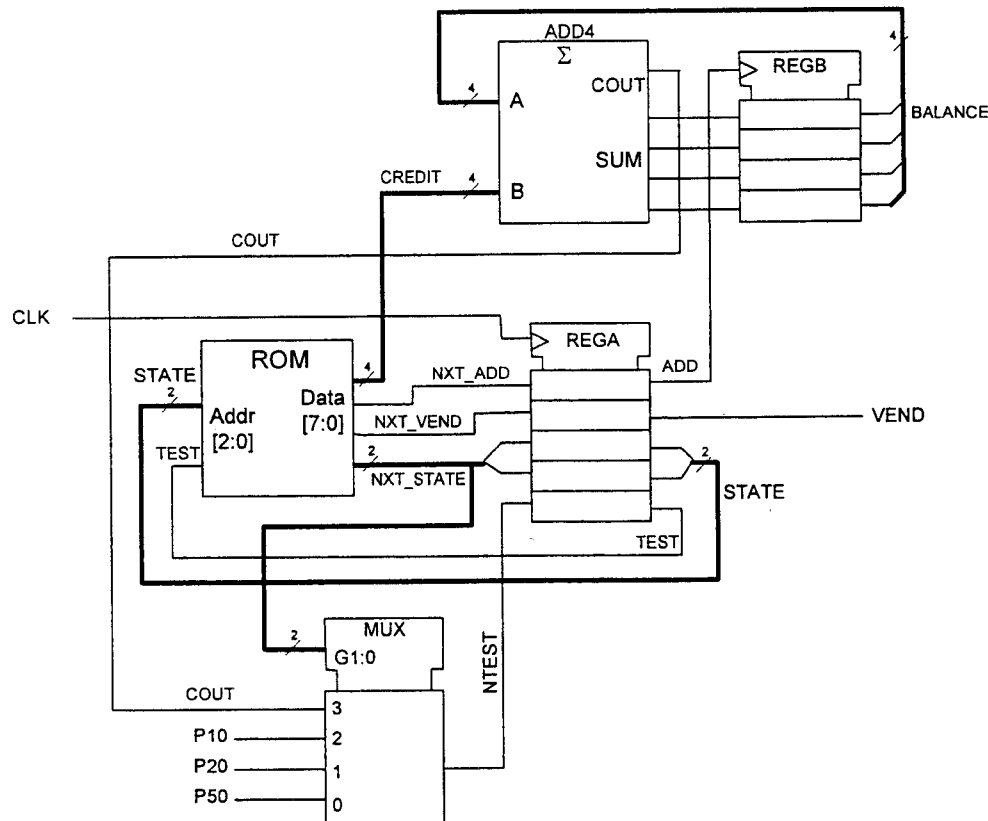 ADD4
Σ
COUT
A
SUM
B
4
4
4
CREDIT
REGB
BALANCE
COUT
CLK
ROM
STATE
2
Addr
[2:0]
Data
[7:0]
TEST
4
NXT_ADD
NXT_VEND
2
NXT_STATE
REGA
ADD
VEND
2
STATE
TEST
NTEST
2
MUX
G1:0
COUT
3
P10
2
P20
1
P50
0